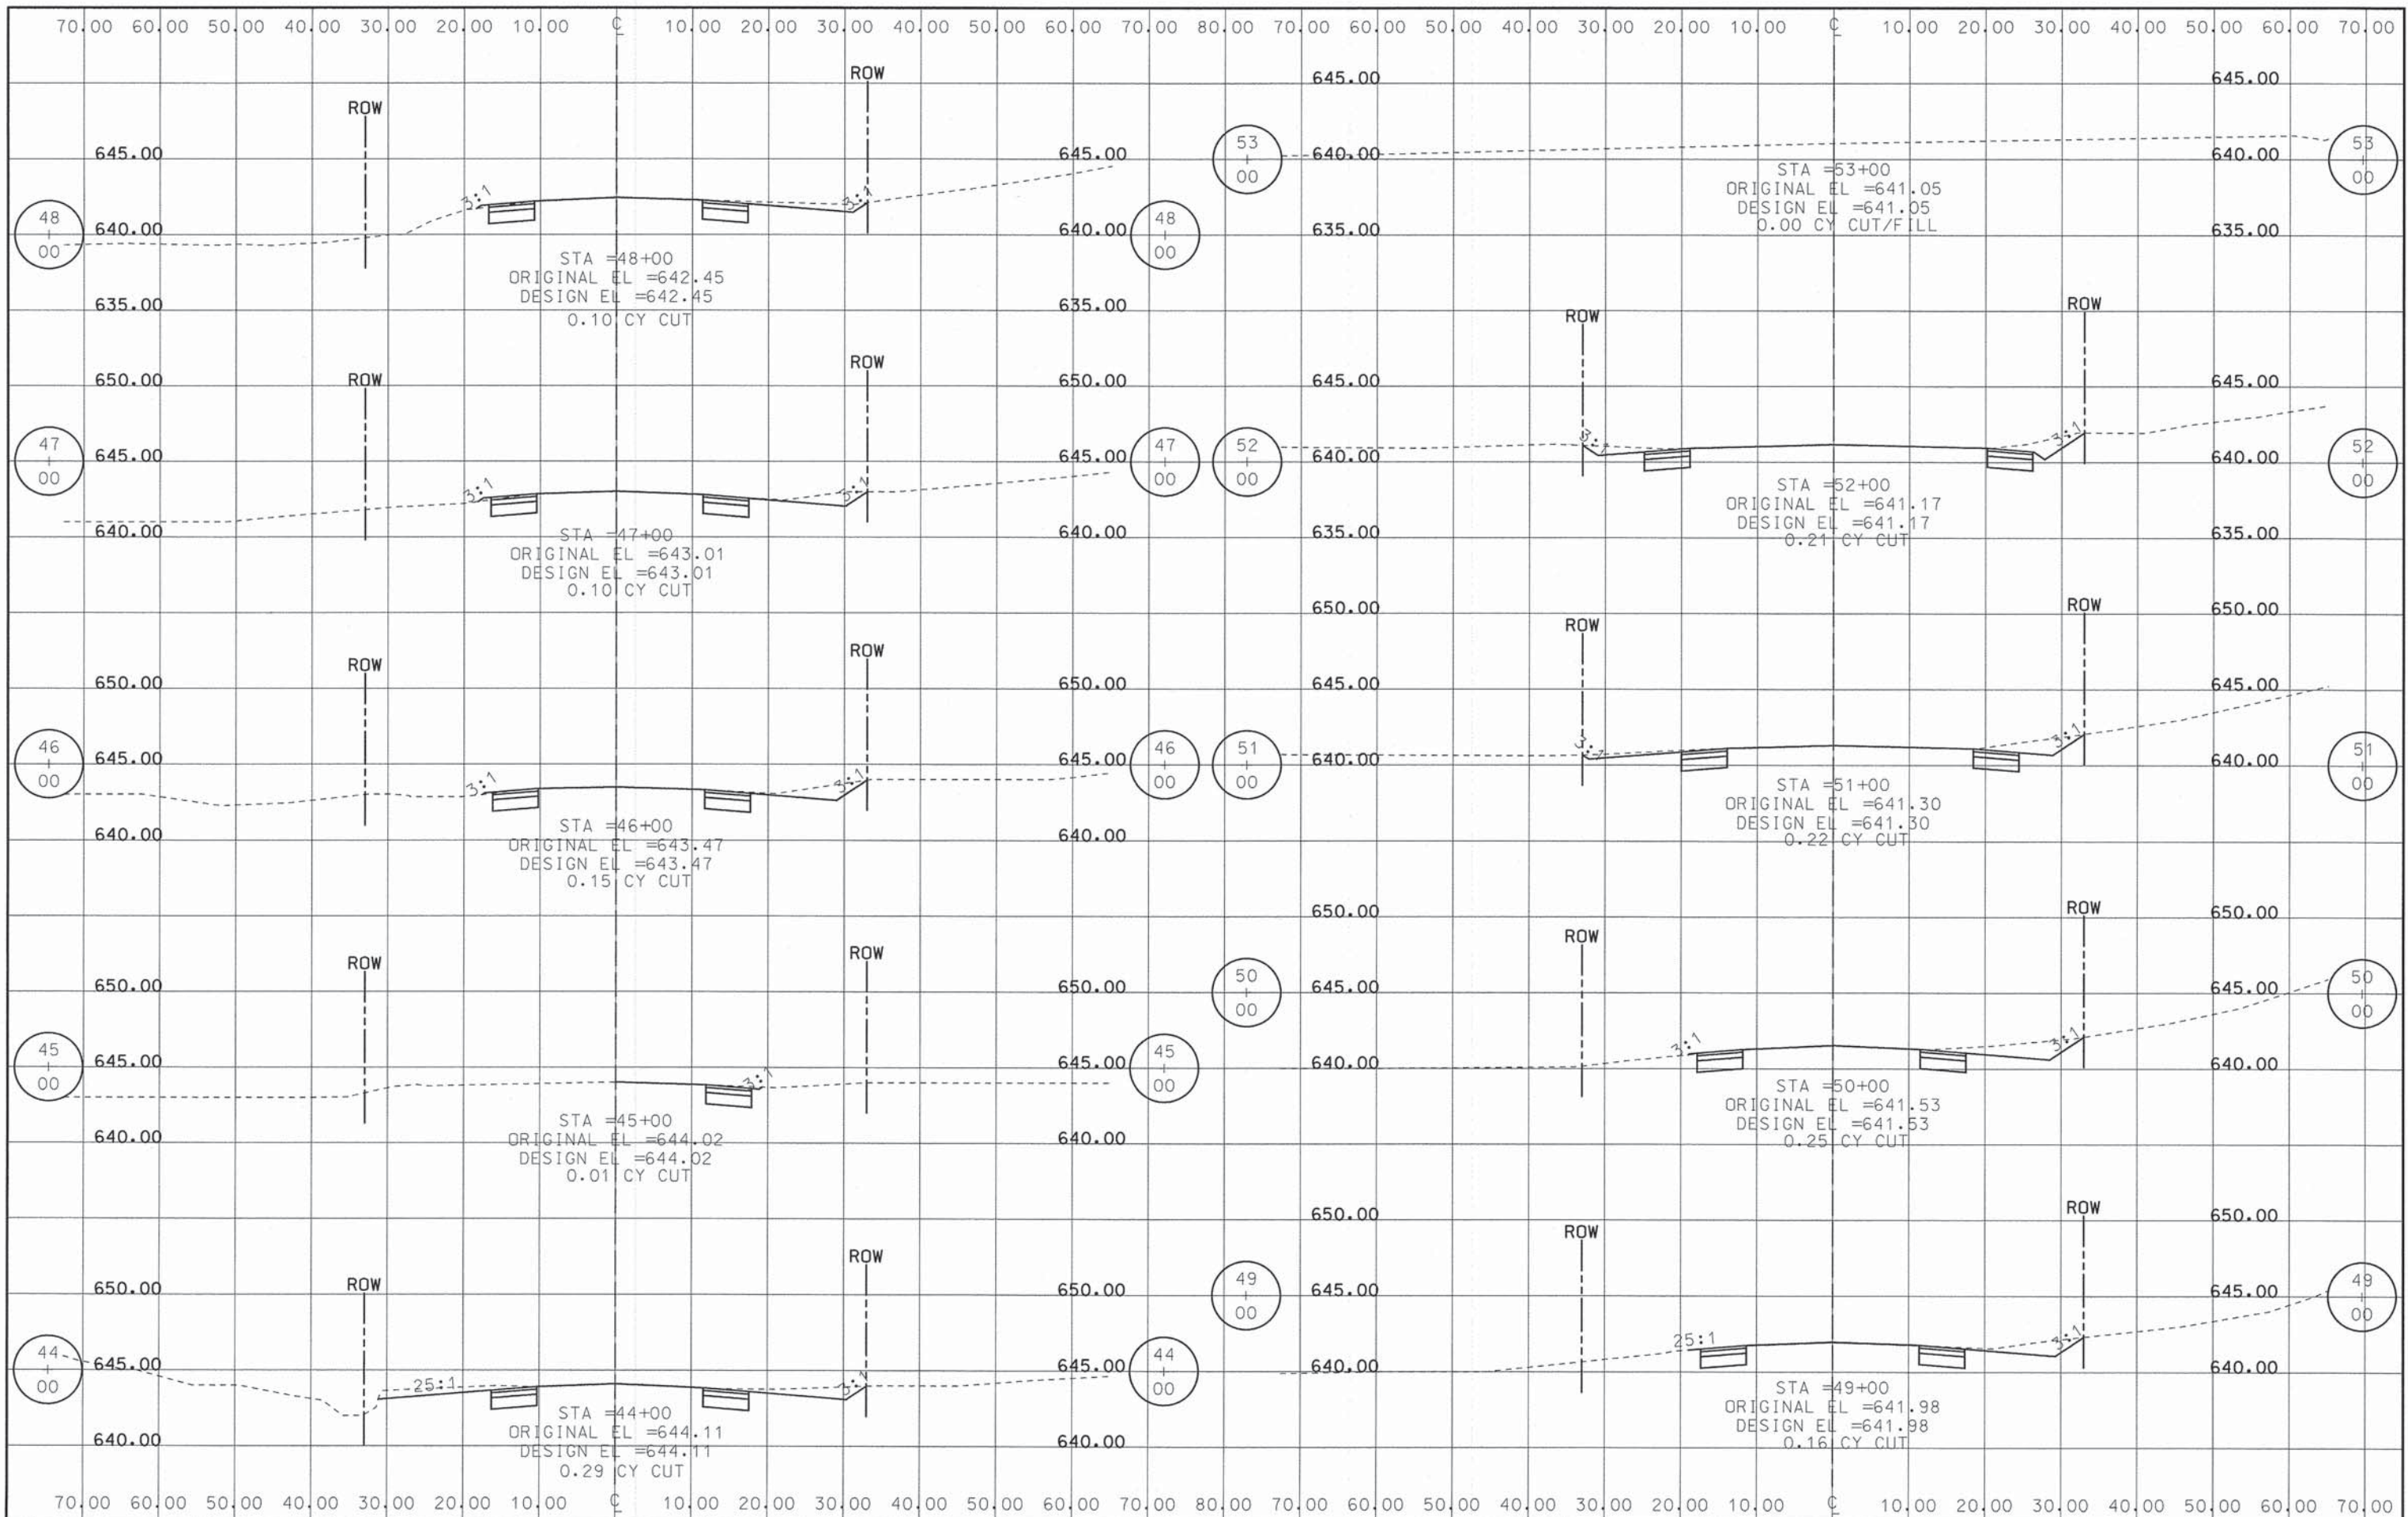 70.00 60.00 50.00 40.00 30.00 20.00 10.00 ℄ 10.00 20.00 30.00 40.00 50.00 60.00 70.00 80.00 70.00 60.00 50.00 40.00 30.00 20.00 10.00 ℄ 10.00 20.00 30.00 40.00 50.00 60.00 70.00
ROW
ROW
645.00 645.00
3:1 3:1
48
00
640.00 640.00
48
00
STA =48+00
ORIGINAL EL =642.45
DESIGN EL =642.45
0.10 CY CUT
635.00 635.00
ROW
ROW
650.00 650.00
47
00
645.00 645.00
47
00
3:1 3:1
640.00 640.00
STA =47+00
ORIGINAL EL =643.01
DESIGN EL =643.01
0.10 CY CUT
ROW
ROW
650.00 650.00
46
00
645.00 645.00
46
00
3:1 3:1
640.00 640.00
STA =46+00
ORIGINAL EL =643.47
DESIGN EL =643.47
0.15 CY CUT
ROW
ROW
650.00 650.00
45
00
645.00 645.00
45
00
3:1
640.00 640.00
STA =45+00
ORIGINAL EL =644.02
DESIGN EL =644.02
0.01 CY CUT
ROW
ROW
650.00 650.00
44
00
645.00 645.00
44
00
25:1 3:1
640.00 640.00
STA =44+00
ORIGINAL EL =644.11
DESIGN EL =644.11
0.29 CY CUT
645.00 645.00
53
00
640.00 640.00
53
00
STA =53+00
ORIGINAL EL =641.05
DESIGN EL =641.05
0.00 CY CUT/FILL
635.00 635.00
ROW
ROW
645.00 645.00
3:1 3:1
52
00
640.00 640.00
52
00
STA =52+00
ORIGINAL EL =641.17
DESIGN EL =641.17
0.21 CY CUT
635.00 635.00
650.00 650.00
ROW
ROW
645.00 645.00
3:1 3:1
51
00
640.00 640.00
51
00
STA =51+00
ORIGINAL EL =641.30
DESIGN EL =641.30
0.22 CY CUT
650.00 650.00
ROW
ROW
50
00
645.00 645.00
50
00
3:1 3:1
640.00 640.00
STA =50+00
ORIGINAL EL =641.53
DESIGN EL =641.53
0.25 CY CUT
650.00 650.00
ROW
ROW
49
00
645.00 645.00
49
00
25:1 3:1
640.00 640.00
STA =49+00
ORIGINAL EL =641.98
DESIGN EL =641.98
0.16 CY CUT
70.00 60.00 50.00 40.00 30.00 20.00 10.00 ℄ 10.00 20.00 30.00 40.00 50.00 60.00 70.00 80.00 70.00 60.00 50.00 40.00 30.00 20.00 10.00 ℄ 10.00 20.00 30.00 40.00 50.00 60.00 70.00